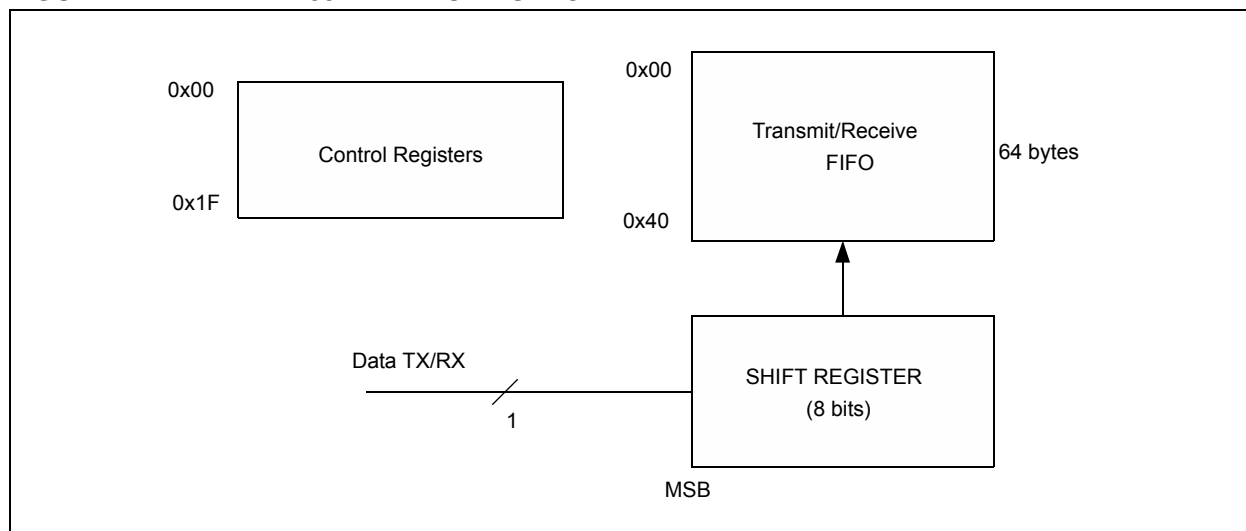 0x00
Control Registers
0x1F
0x00
Transmit/Receive
FIFO
64 bytes
0x40
Data TX/RX
1
SHIFT REGISTER
(8 bits)
MSB